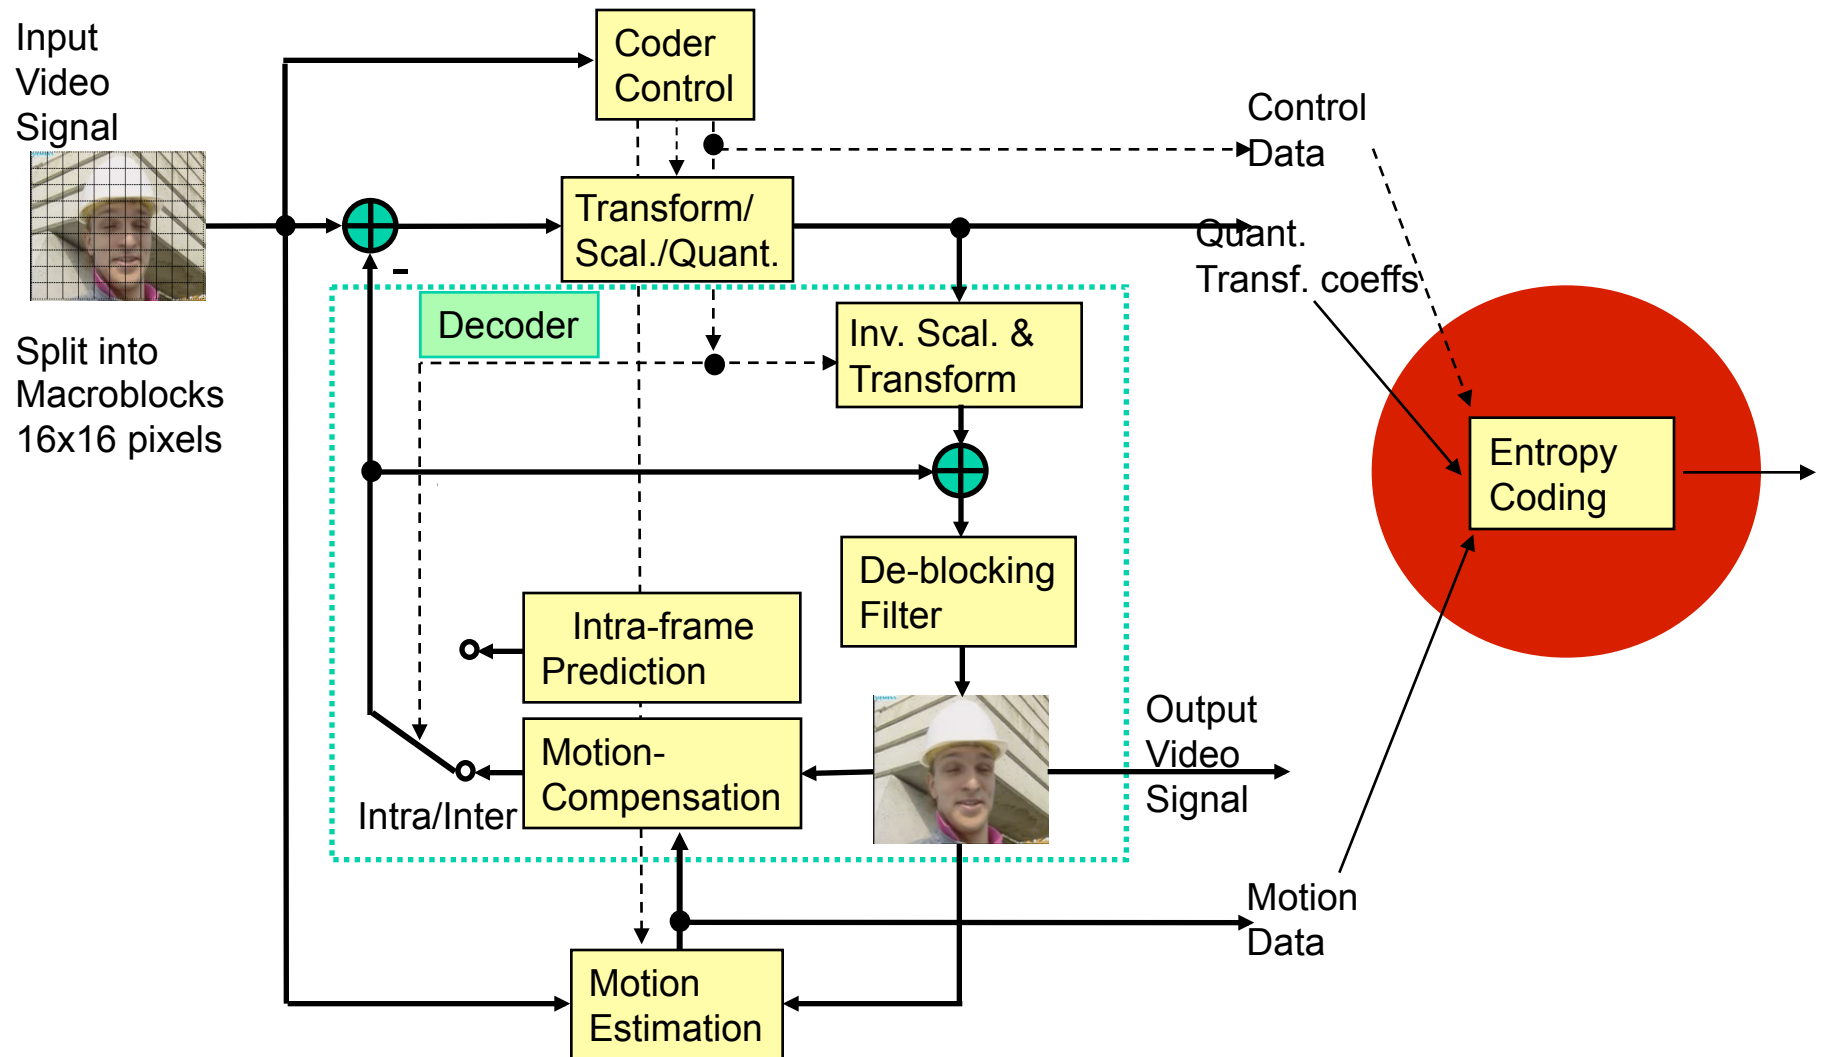 Input
Video
Signal
Split into
Macroblocks
16x16 pixels
Coder
Control
Transform/
Scal./Quant.
-
Decoder
Inv. Scal. &
Transform
De-blocking
Filter
Intra-frame
Prediction
Motion-
Compensation
Intra/Inter
Motion
Estimation
Control
Data
Quant.
Transf. coeffs
Entropy
Coding
Output
Video
Signal
Motion
Data